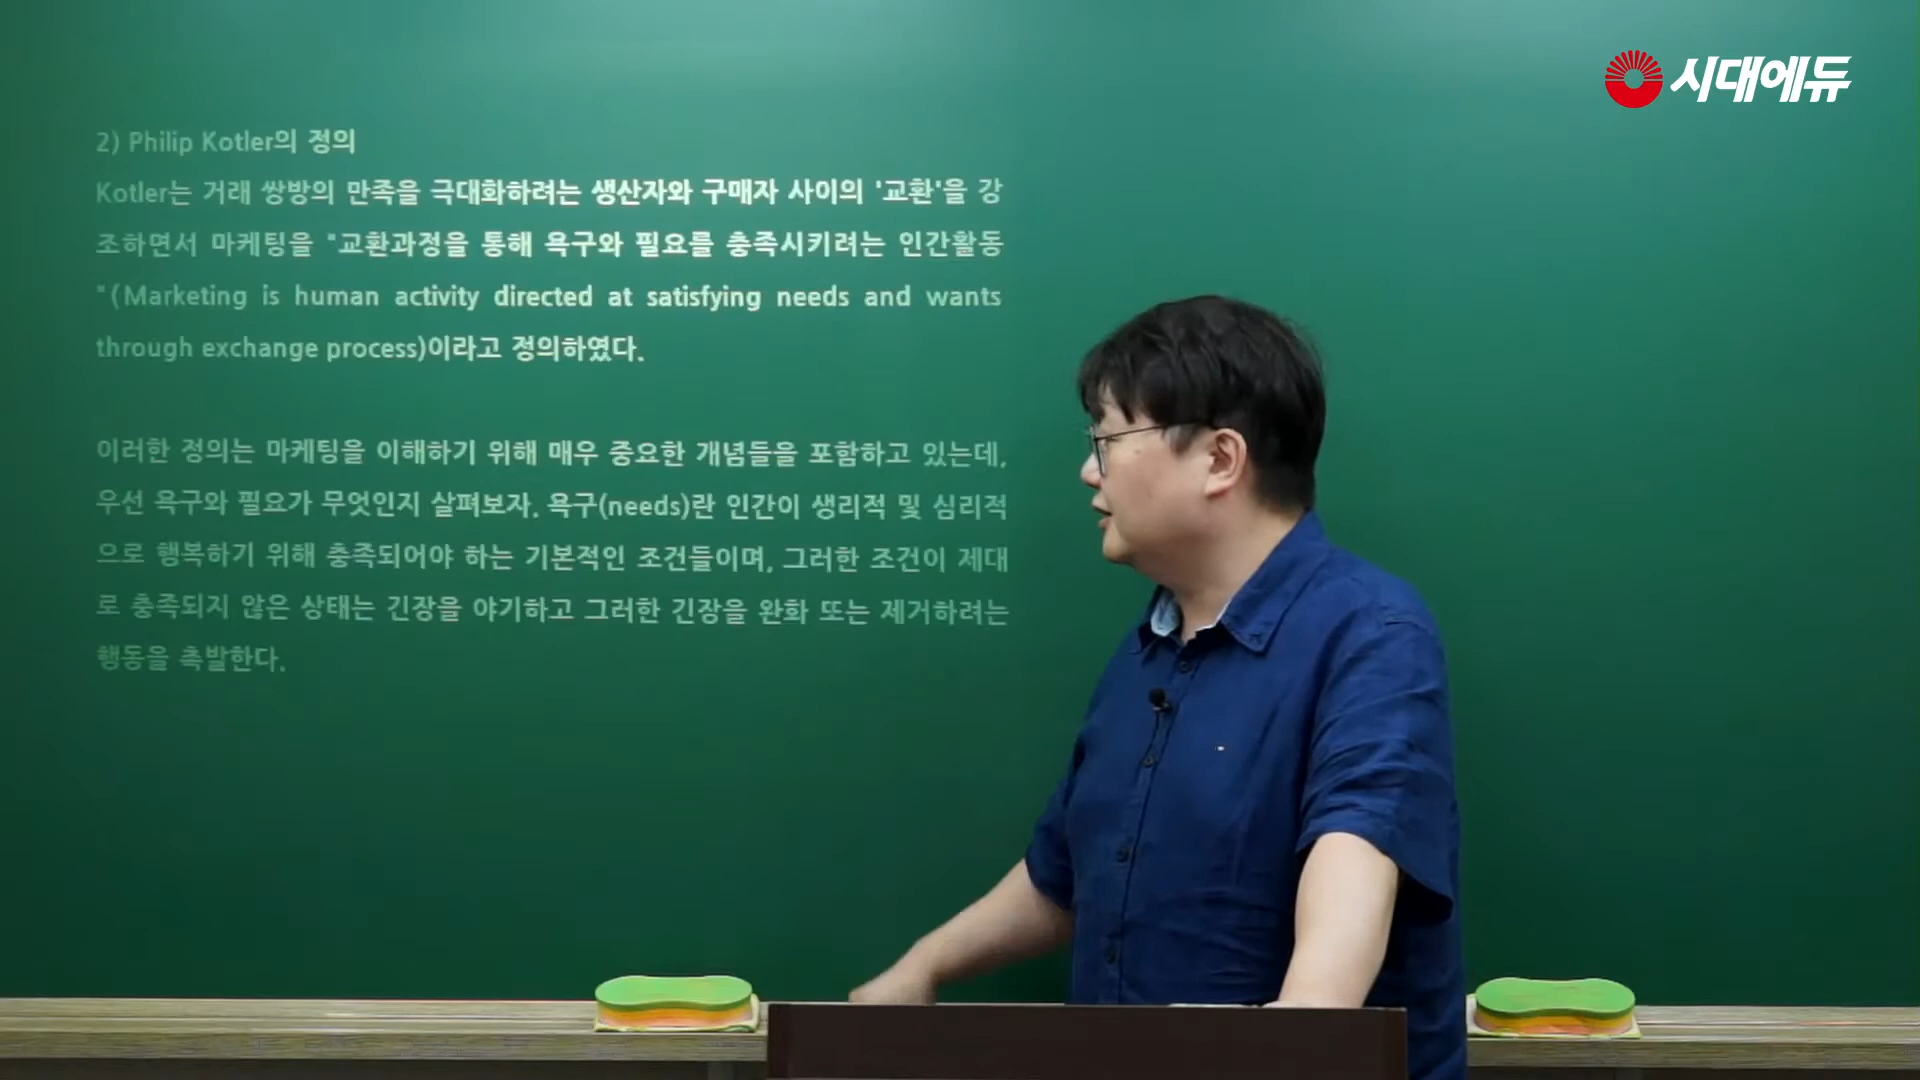 시대에듀
2) Philip Kotler의 정의
Kotler는 거래 쌍방의 만족을 극대화하려는 생산자와 구매자 사이의 '교환'을 강
조하면서 마케팅을 "교환과정을 통해 욕구와 필요를 충족시키려는 인간활동
"(Marketing is human activity directed at satisfying needs and wants
through exchange process)이라고 정의하였다.
이러한 정의는 마케팅을 이해하기 위해 매우 중요한 개념들을 포함하고 있는데,
우선 욕구와 필요가 무엇인지 살펴보자. 욕구(needs)란 인간이 생리적 및 심리적
으로 행복하기 위해 충족되어야 하는 기본적인 조건들이며, 그러한 조건이 제대
로 충족되지 않은 상태는 긴장을 야기하고 그러한 긴장을 완화 또는 제거하려는
행동을 촉발한다.